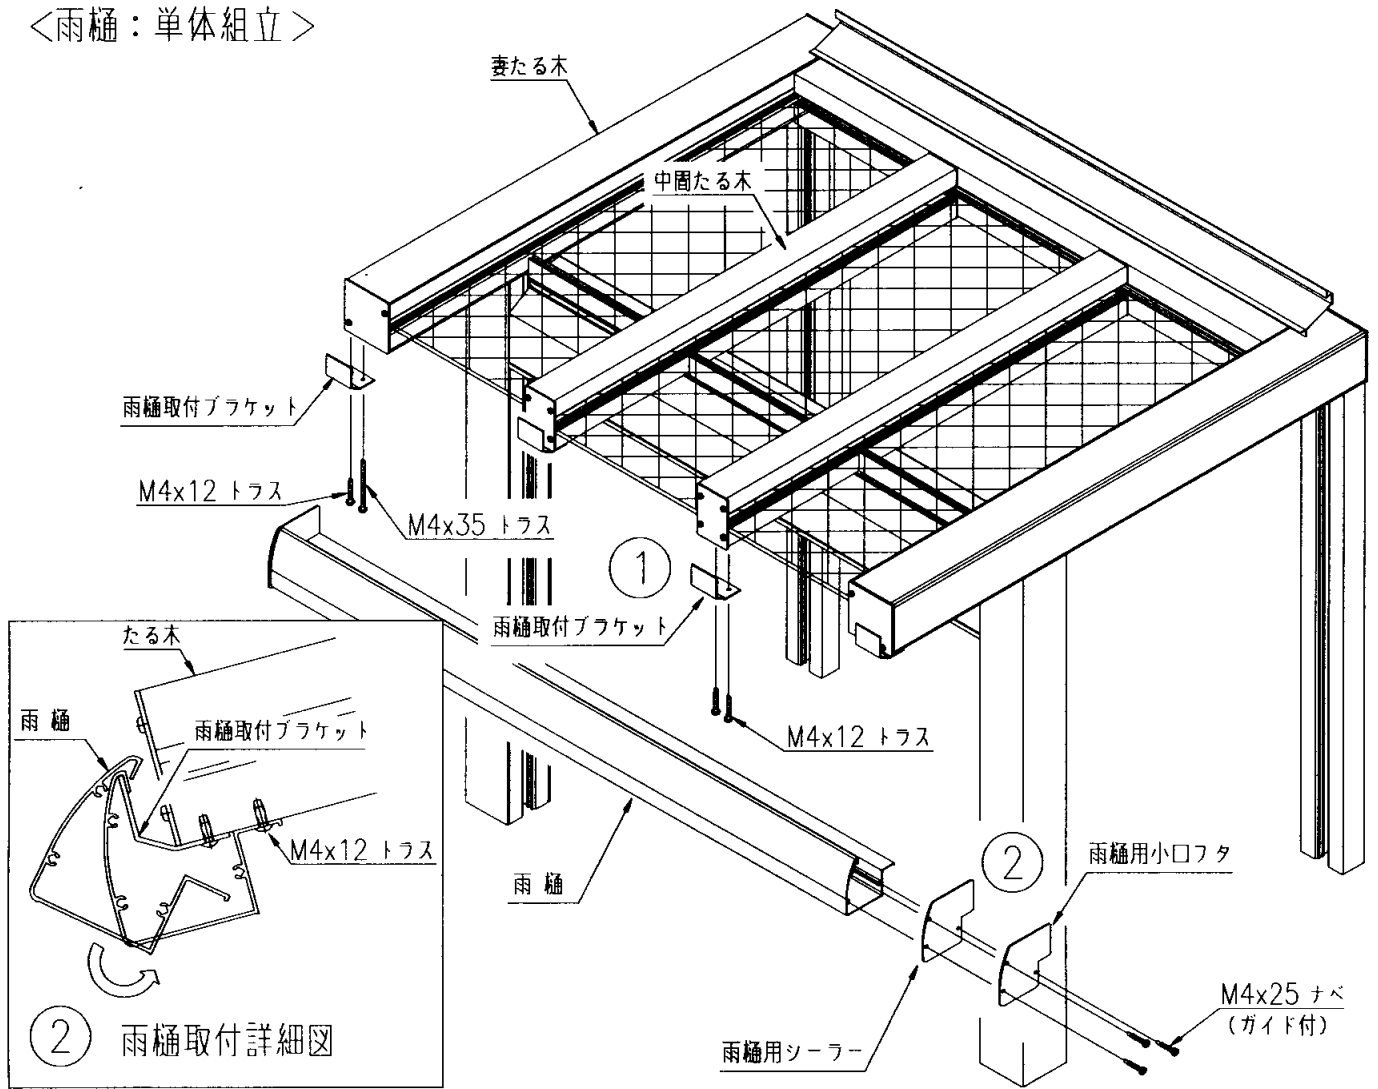 <雨樋：単体組立>
妻たる木
中間たる木
雨樋取付ブラケット
M4x12 トラス
M4x35 トラス
1
雨樋取付ブラケット
たる木
雨 樋
雨樋取付ブラケット
M4x12 トラス
M4x12 トラス
雨 樋
2
雨樋用小口フタ
M4x25 ナベ
(ガイド付)
雨樋用シーラー
2 雨樋取付詳細図